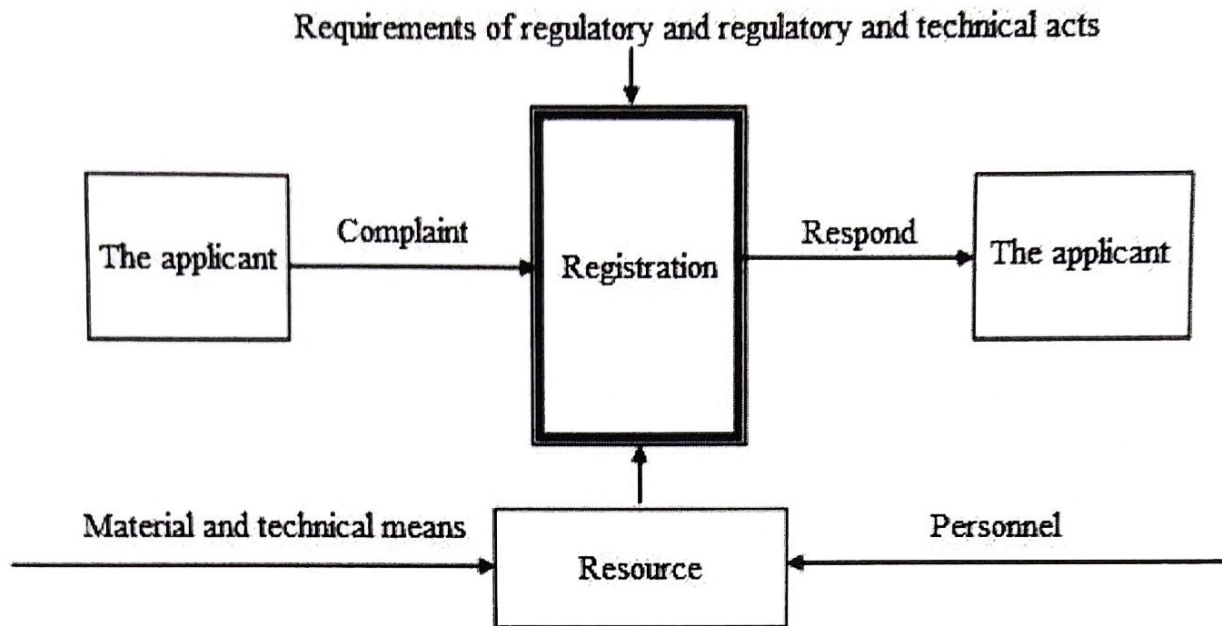 Requirements of regulatory and regulatory and technical acts
The applicant
Complaint
Registration
Respond
The applicant
Material and technical means
Resource
Personnel